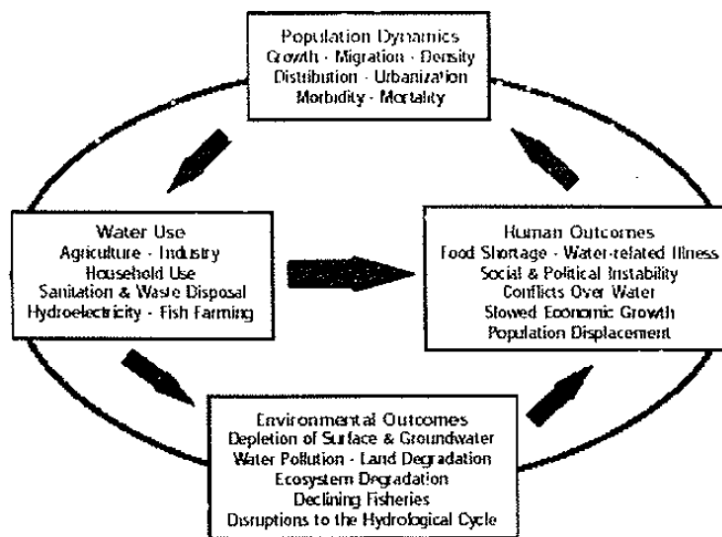 Population Dynamics
Growth - Migration - Density
Distribution - Urbanization
Morbidity - Mortality
Water Use
Agriculture - Industry
Household Use
Sanitation & Waste Disposal
Hydroelectricity - Fish Farming
Human Outcomes
Food Shortage - Water-related Illness
Social & Political Instability
Conflicts Over Water
Slowed Economic Growth
Population Displacement
Environmental Outcomes
Depletion of Surface & Groundwater
Water Pollution - Land Degradation
Ecosystem Degradation
Declining Fisheries
Disruptions to the Hydrological Cycle